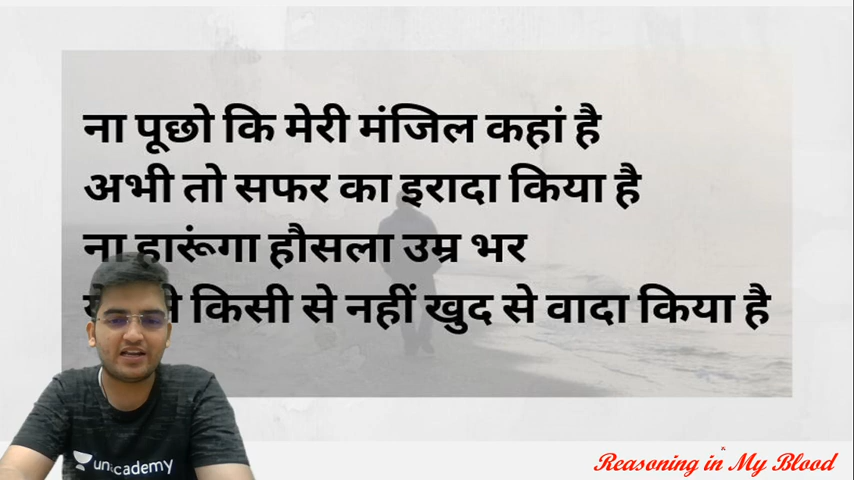 ना पूछो कि मेरी मंजिल कहां है
अभी तो सफर का इरादा किया है
ना हारूंगा हौसला उम्र भर
किसी से नहीं खुद से वादा किया है
unacademy
Reasoning in My Blood